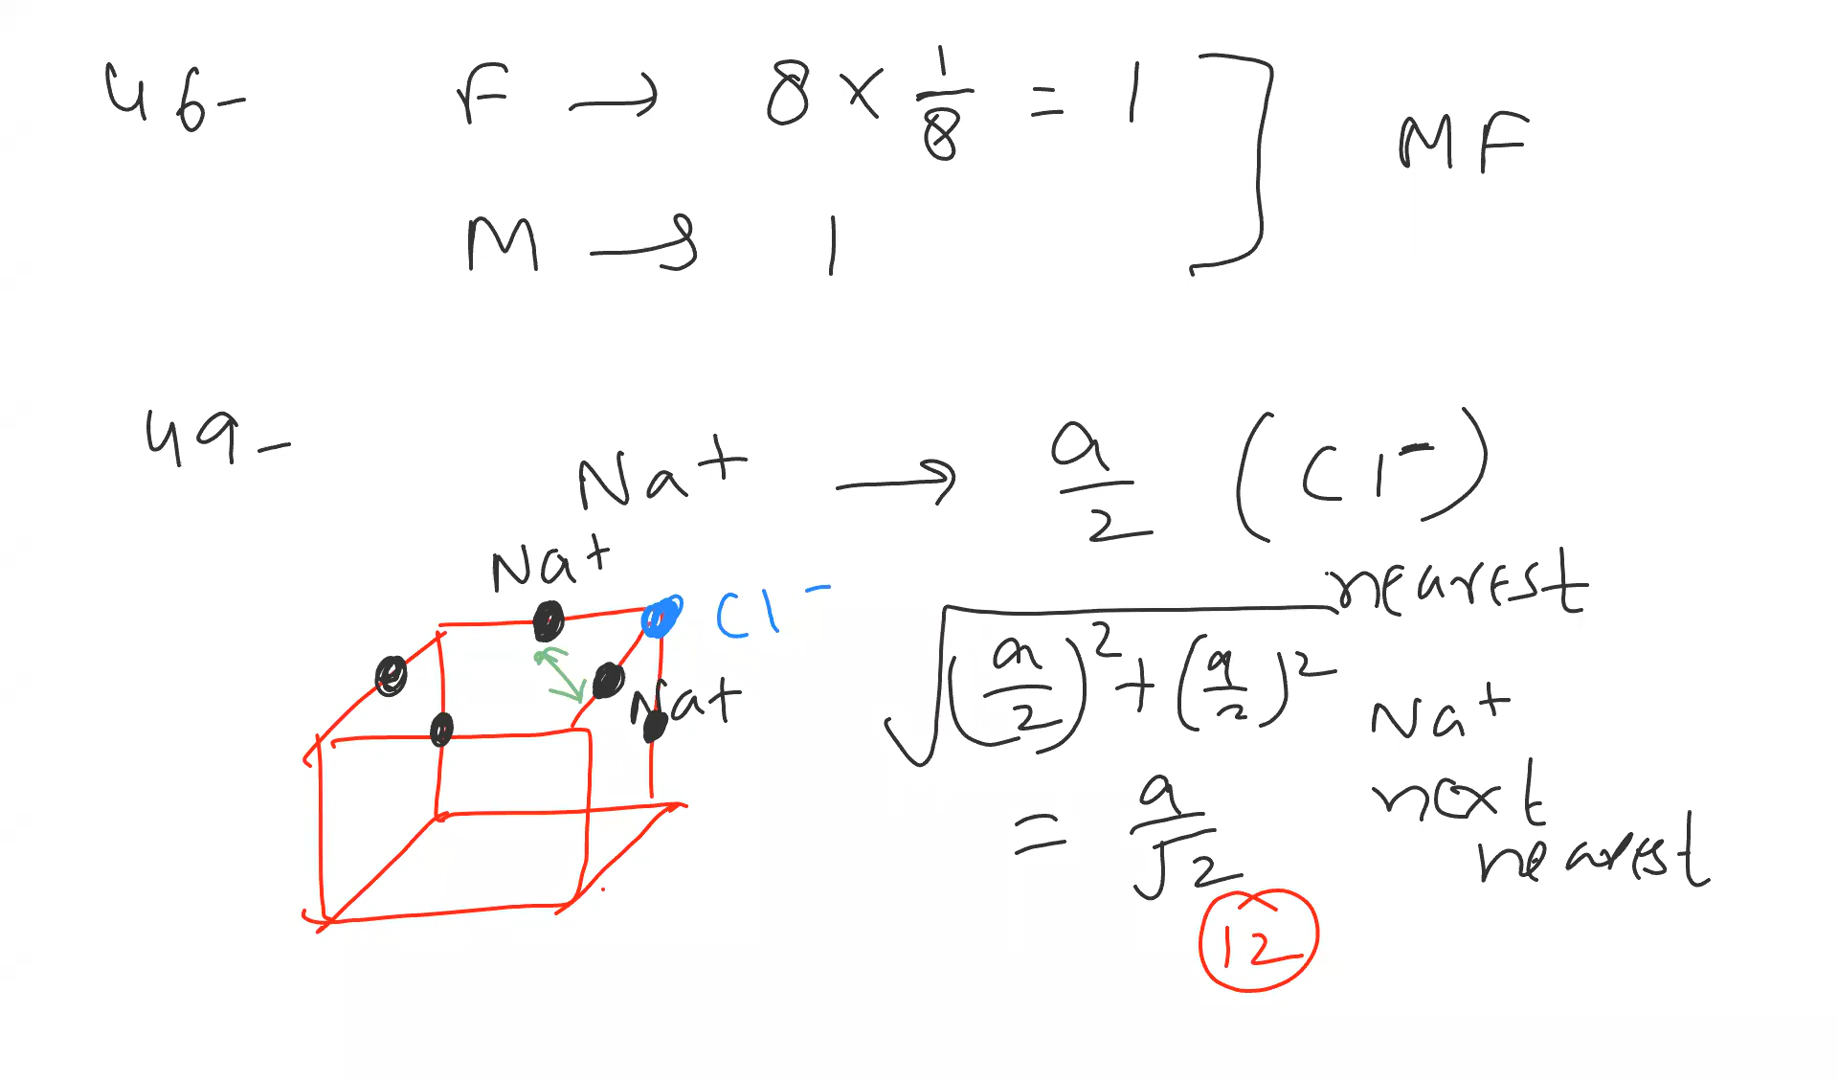 46- F → 8 × 1/8 = 1
M → 1
MF
49- Na+ → a/2 (Cl-)
nearest
Na+
Cl-
Na+
√((a/2)² + (a/2)²) Na+
next
nearest
= a/√2
12